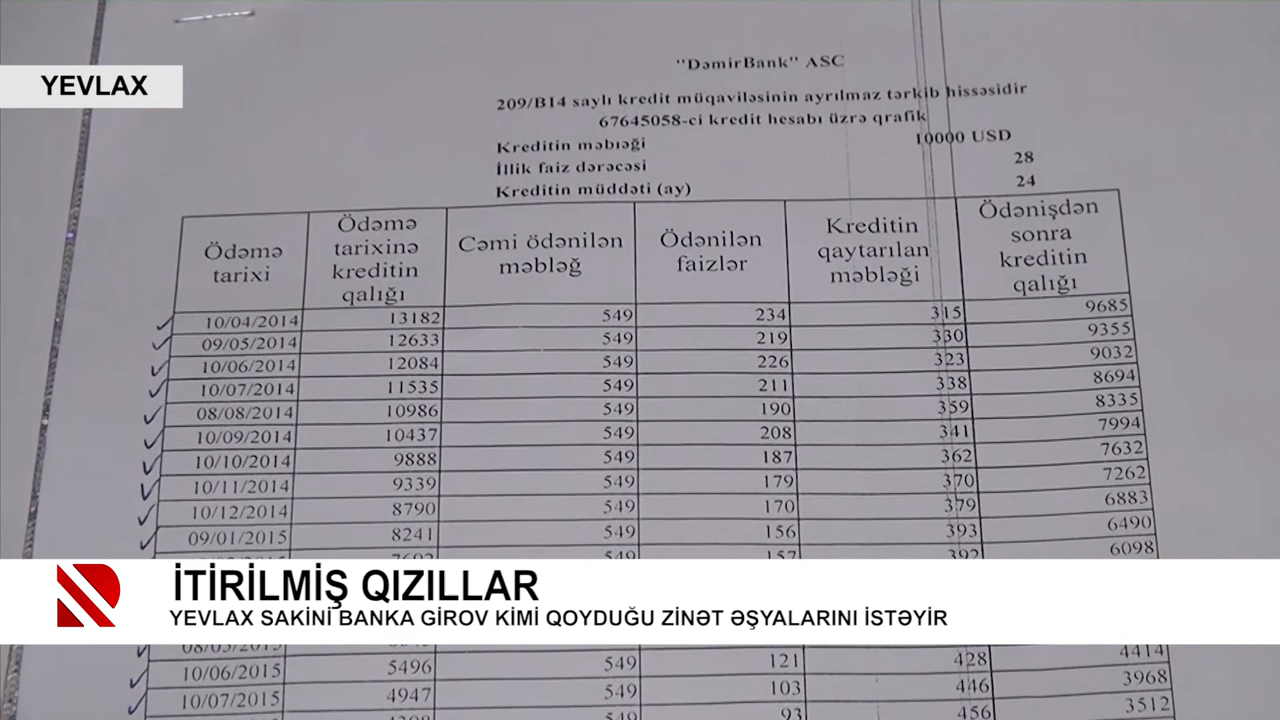 "DəmirBank" ASC
YEVLAX
209/B14 saylı kredit müqaviləsinin ayrılmaz tərkib hissəsidir
67645058-ci kredit hesabı üzrə qrafik
Kreditin məbləği 10000 USD
İllik faiz dərəcəsi 28
Kreditin müddəti (ay) 24
Ödəmə tarixi
Ödəmə tarixinə kreditin qalığı
Cəmi ödənilən məbləğ
Ödənilən faizlər
Kreditin qaytarılan məbləği
Ödənişdən sonra kreditin qalığı
10/04/2014 13182 549 234 315 9685
09/05/2014 12633 549 219 330 9355
10/06/2014 12084 549 226 323 9032
10/07/2014 11535 549 211 338 8694
08/08/2014 10986 549 190 359 8335
10/09/2014 10437 549 208 341 7994
10/10/2014 9888 549 187 362 7632
10/11/2014 9339 549 179 370 7262
10/12/2014 8790 549 170 379 6883
09/01/2015 8241 549 156 393 6490
549 157 392 6098
İTİRİLMİŞ QIZILLAR
YEVLAX SAKİNİ BANKA GİROV KİMİ QOYDUĞU ZİNƏT ƏŞYALARINI İSTƏYİR
4414
10/06/2015 5496 549 121 428 3968
10/07/2015 4947 549 103 446 3512
549 93 456